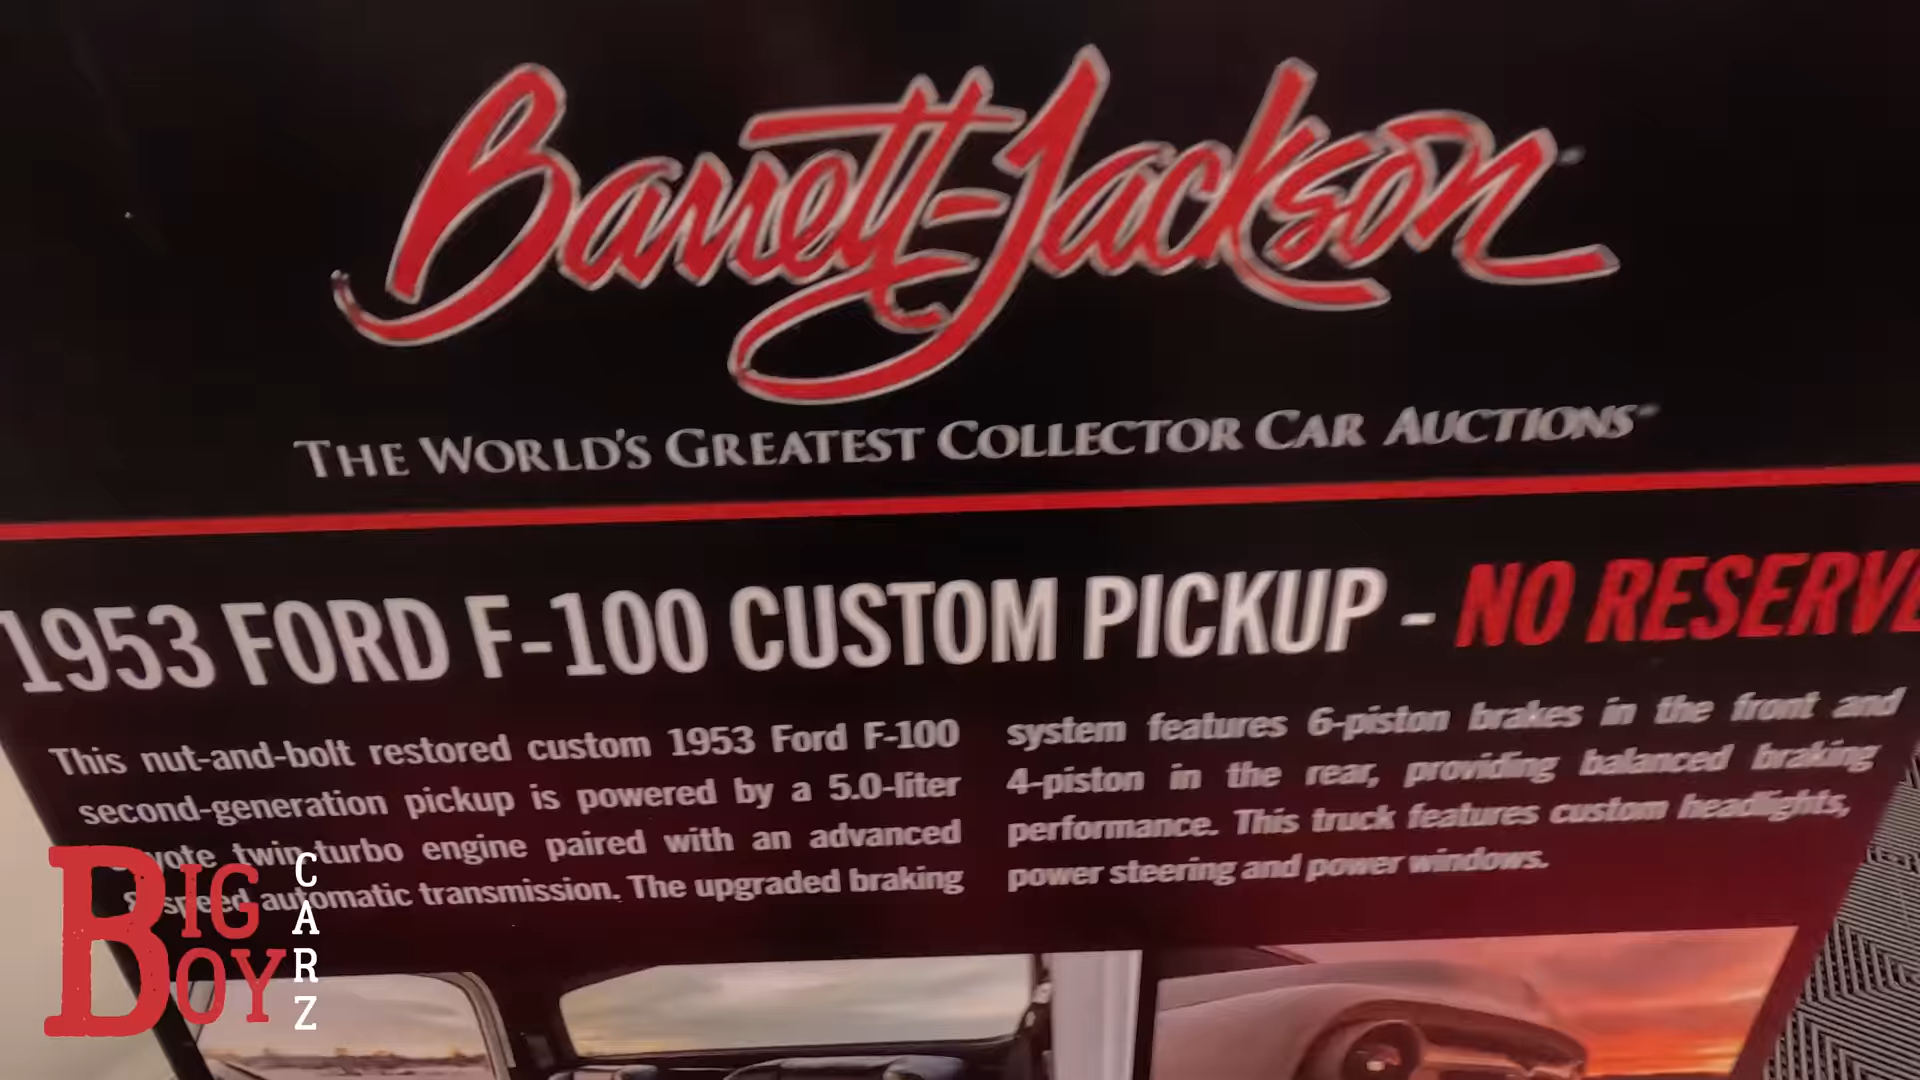 Barrett-Jackson
THE WORLD'S GREATEST COLLECTOR CAR AUCTIONS
1953 FORD F-100 CUSTOM PICKUP - NO RESERVE
This nut-and-bolt restored custom 1953 Ford F-100
second-generation pickup is powered by a 5.0-liter
twin-turbo engine paired with an advanced
speed automatic transmission. The upgraded braking
system features 6-piston brakes in the front and
4-piston in the rear, providing balanced braking
performance. This truck features custom headlights,
power steering and power windows.
BIG
BOY
CARZ